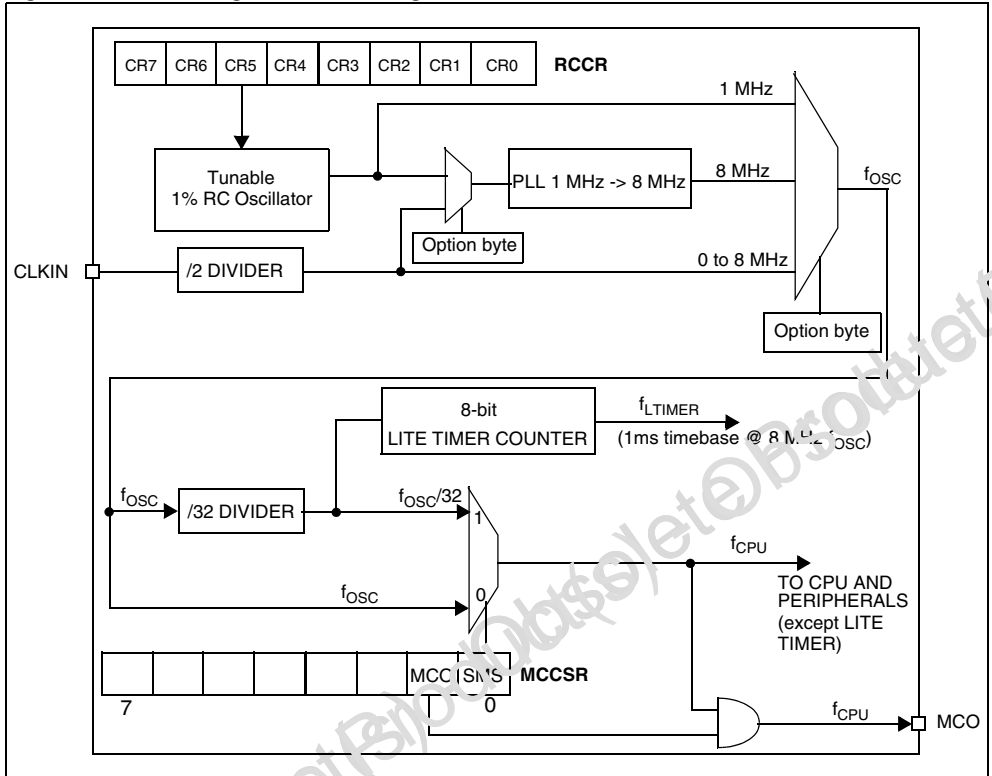 CR7 CR6 CR5 CR4 CR3 CR2 CR1 CR0 RCCR
1 MHz
Tunable
1% RC Oscillator
PLL 1 MHz -> 8 MHz
8 MHz
fOSC
Option byte
CLKIN
/2 DIVIDER
0 to 8 MHz
Option byte
8-bit
LITE TIMER COUNTER
fLTIMER
(1ms timebase @ 8 MHz fOSC)
fOSC
/32 DIVIDER
fOSC/32
1
fCPU
TO CPU AND
PERIPHERALS
(except LITE
TIMER)
fOSC
0
MCO SMS MCCSR
7
0
fCPU
MCO